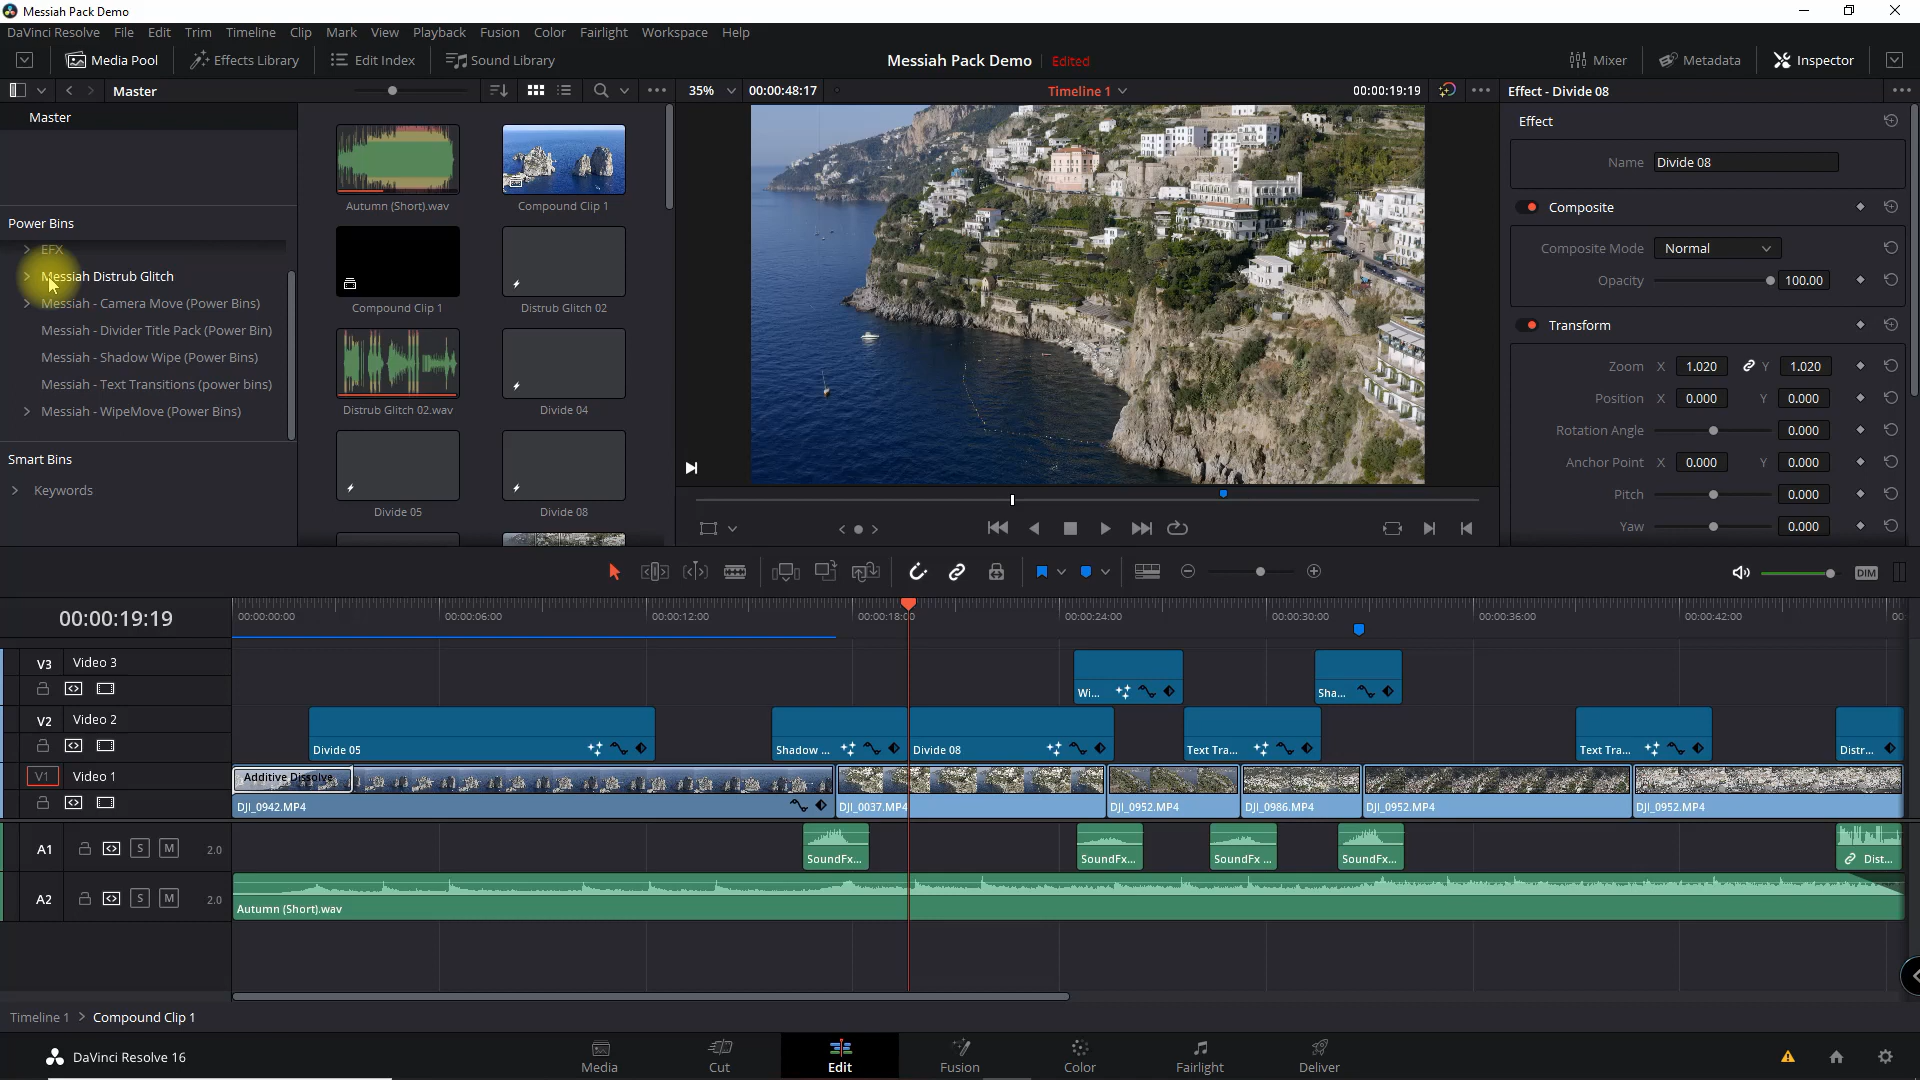 Messiah Pack Demo
DaVinci Resolve File Edit Trim Timeline Clip Mark View Playback Fusion Color Fairlight Workspace Help
Media Pool Effects Library Edit Index Sound Library Messiah Pack Demo Edited Mixer Metadata Inspector
Master 35% 00:00:48:17 Timeline 1 00:00:19:19 Effect - Divide 08
Master
Power Bins
EFX
Messiah Distrub Glitch
Messiah - Camera Move (Power Bins)
Messiah - Divider Title Pack (Power Bin)
Messiah - Shadow Wipe (Power Bins)
Messiah - Text Transitions (power bins)
Messiah - WipeMove (Power Bins)
Smart Bins
Keywords
Autumn (Short).wav Compound Clip 1
Compound Clip 1 Distrub Glitch 02
Distrub Glitch 02.wav Divide 04
Divide 05 Divide 08
Effect
Name Divide 08
Composite
Composite Mode Normal
Opacity 100.00
Transform
Zoom X 1.020 Y 1.020
Position X 0.000 Y 0.000
Rotation Angle 0.000
Anchor Point X 0.000 Y 0.000
Pitch 0.000
Yaw 0.000
DIM
00:00:19:19 00:00:00:00 00:00:06:00 00:00:12:00 00:00:18:00 00:00:24:00 00:00:30:00 00:00:36:00 00:00:42:00 00
V3 Video 3
Wi... Sha...
V2 Video 2
Divide 05 Shadow ... Divide 08 Text Tra... Text Tra... Distr...
V1 Video 1 Additive Dissolve
DJI_0942.MP4 DJI_0037.MP4 DJI_0952.MP4 DJI_0986.MP4 DJI_0952.MP4 DJI_0952.MP4
A1 S M 2.0 SoundFx... SoundFx... SoundFx ... SoundFx... Dist...
A2 S M 2.0
Autumn (Short).wav
Timeline 1 > Compound Clip 1
DaVinci Resolve 16 Media Cut Edit Fusion Color Fairlight Deliver